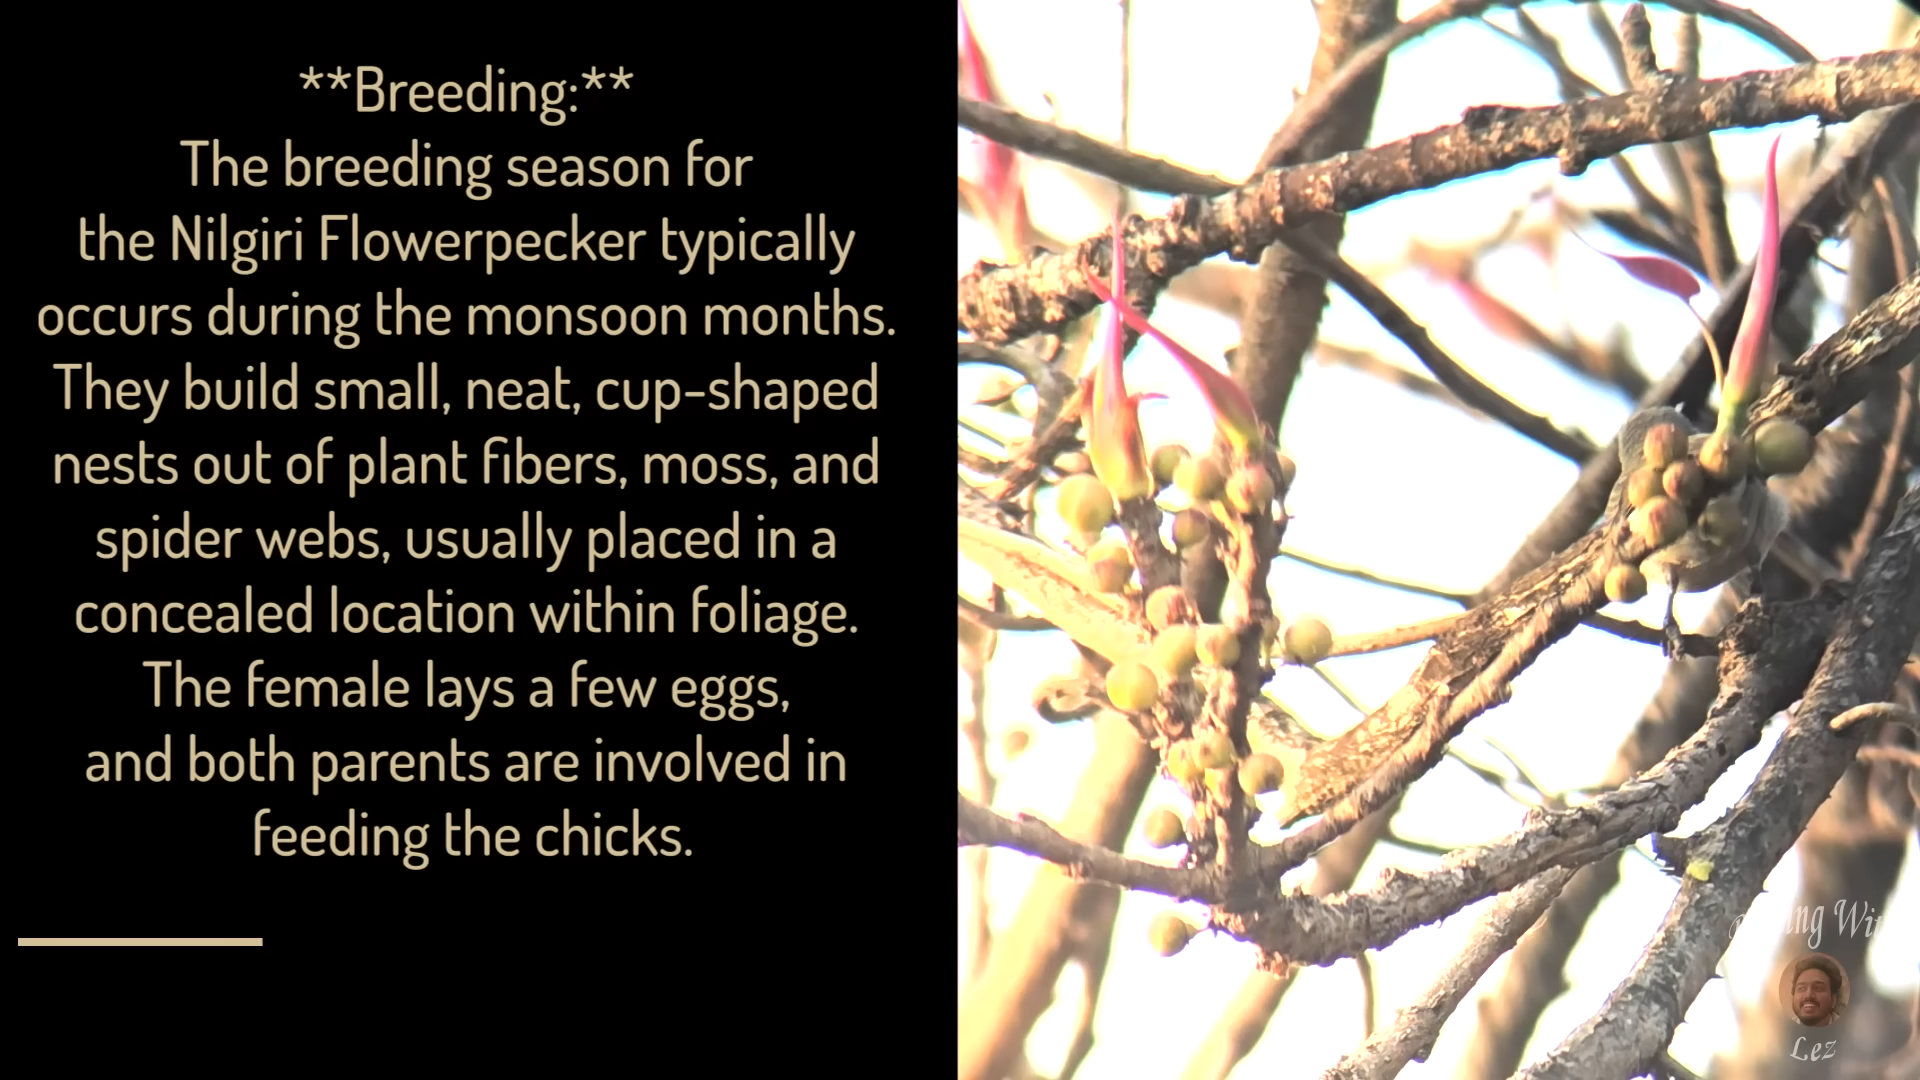 **Breeding:**
The breeding season for
the Nilgiri Flowerpecker typically
occurs during the monsoon months.
They build small, neat, cup-shaped
nests out of plant fibers, moss, and
spider webs, usually placed in a
concealed location within foliage.
The female lays a few eggs,
and both parents are involved in
feeding the chicks.
Lez